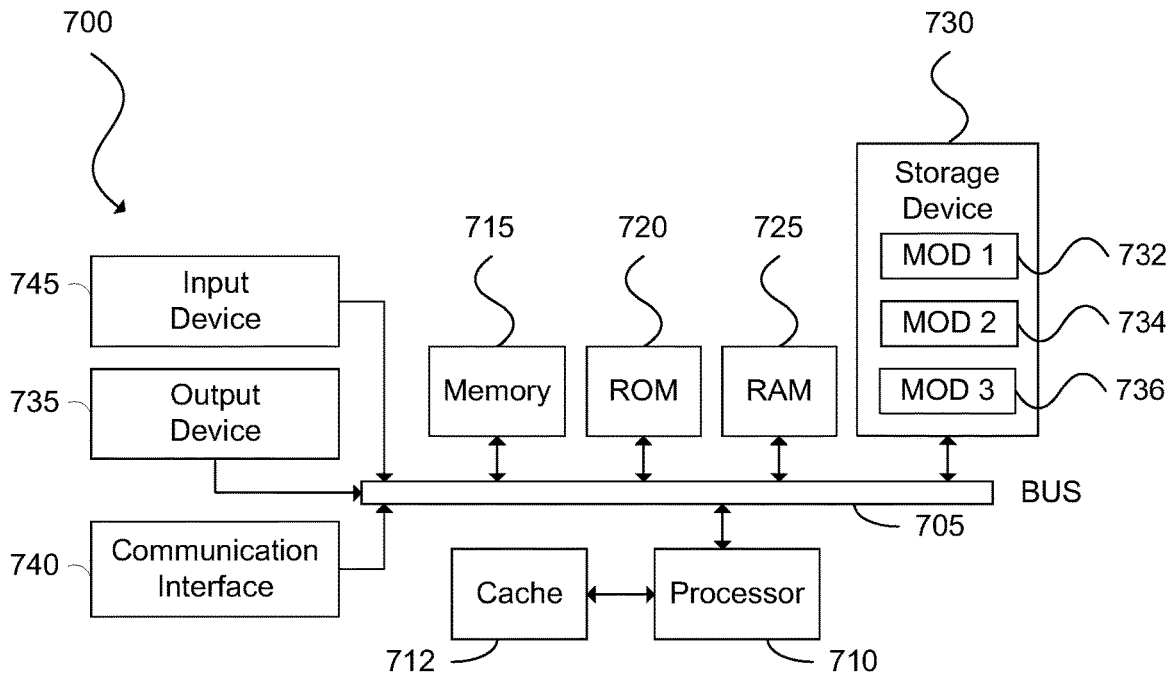 700
730
Storage
Device
MOD 1
732
MOD 2
734
MOD 3
736
715
720
725
745
Input
Device
Memory
ROM
RAM
735
Output
Device
BUS
705
740
Communication
Interface
Cache
Processor
712
710